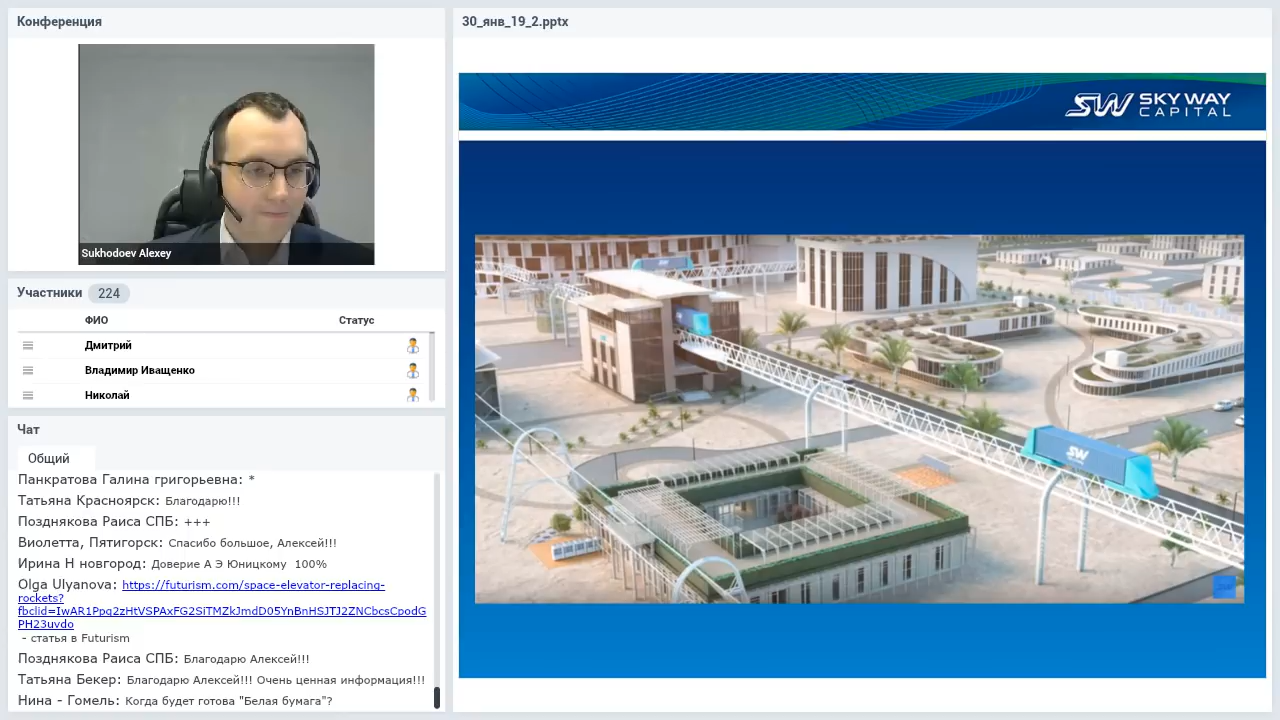 Конференция
Sukhodoev Alexey
Участники 224
ФИО Статус
Дмитрий
Владимир Иващенко
Николай
Чат
Общий
Панкратова Галина григорьевна: *
Татьяна Красноярск: Благодарю!!!
Позднякова Раиса СПБ: +++
Виолетта, Пятигорск: Спасибо большое, Алексей!!!
Ирина Н новгород: Доверие А Э Юницкому 100%
Olga Ulyanova: https://futurism.com/space-elevator-replacing-
rockets?
fbclid=IwAR1Ppq2zHtVSPAxFG2SiTMZkJmdD05YnBnHSJTJ2ZNCbcsCpodG
PH23uvdo
- статья в Futurism
Позднякова Раиса СПБ: Благодарю Алексей!!!
Татьяна Бекер: Благодарю Алексей!!! Очень ценная информация!!!
Нина - Гомель: Когда будет готова "Белая бумага"?
30_янв_19_2.pptx
SW SKY WAY
CAPITAL
SW